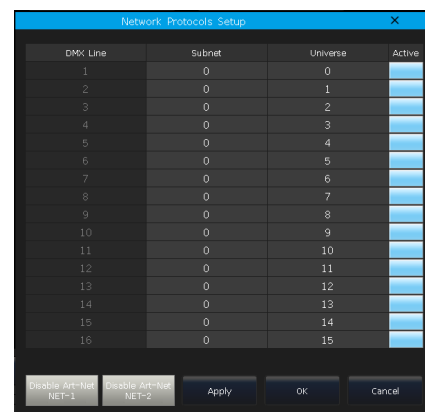 Network Protocols Setup ×
DMX Line Subnet Universe Active
1 0 0
2 0 1
3 0 2
4 0 3
5 0 4
6 0 5
7 0 6
8 0 7
9 0 8
10 0 9
11 0 10
12 0 11
13 0 12
14 0 13
15 0 14
16 0 15
Disable Art-Net Disable Art-Net
NET-1 NET-2 Apply OK Cancel